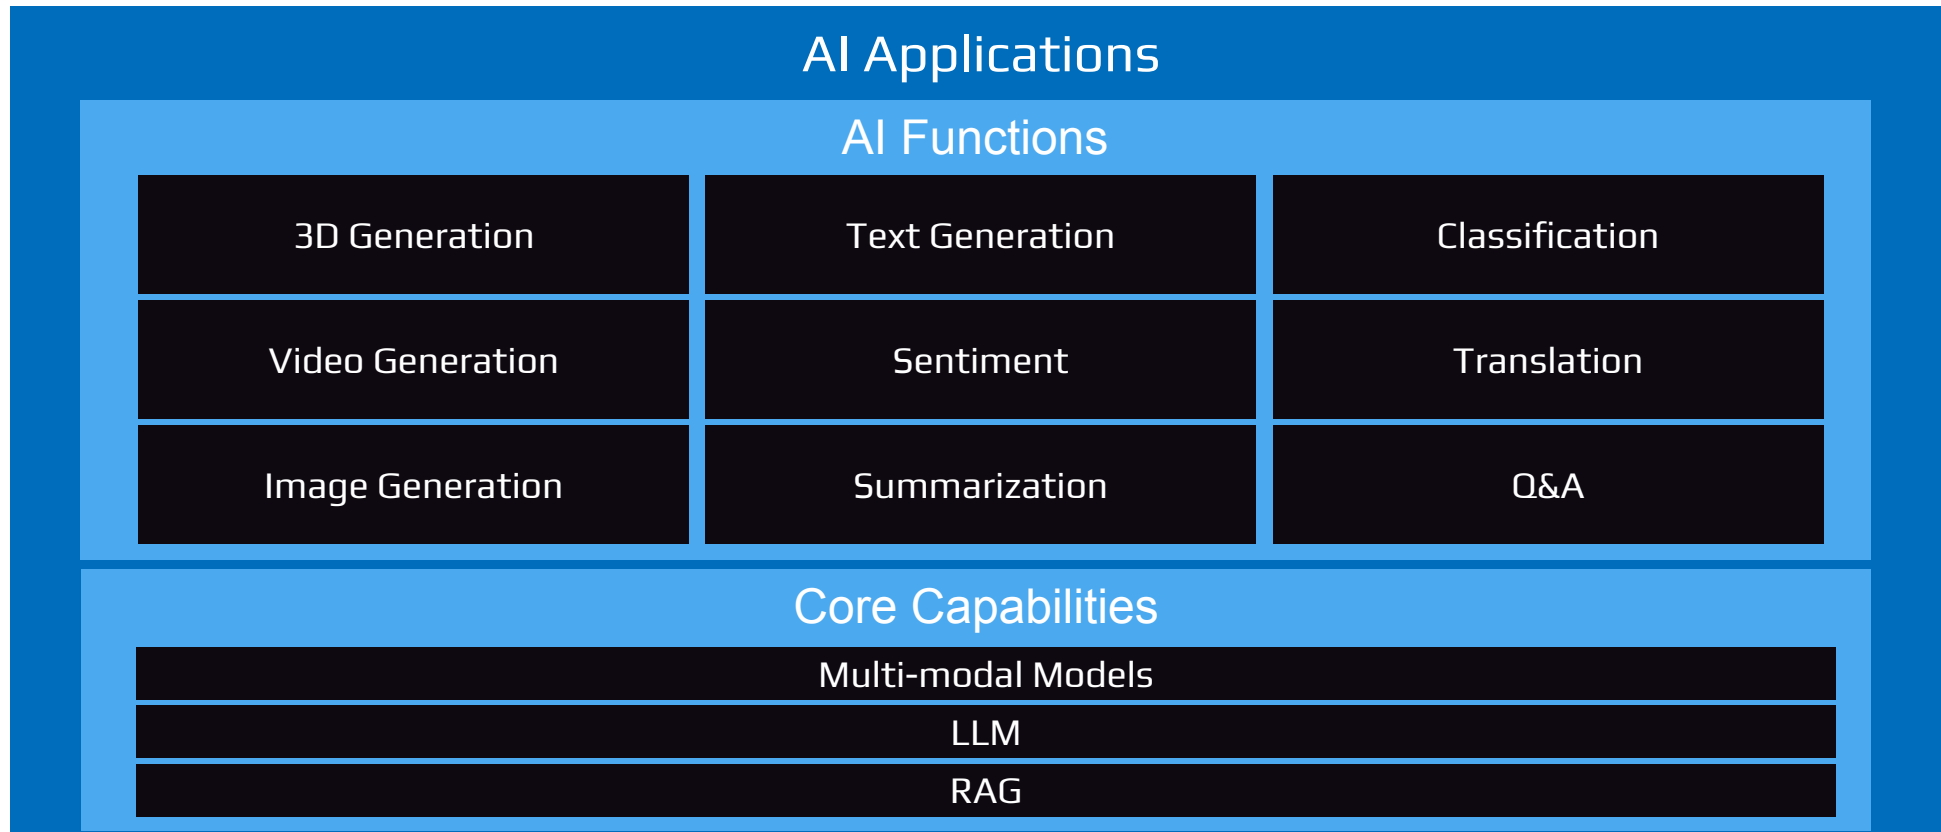 AI Applications
AI Functions
3D Generation
Text Generation
Classification
Video Generation
Sentiment
Translation
Image Generation
Summarization
Q&A
Core Capabilities
Multi-modal Models
LLM
RAG